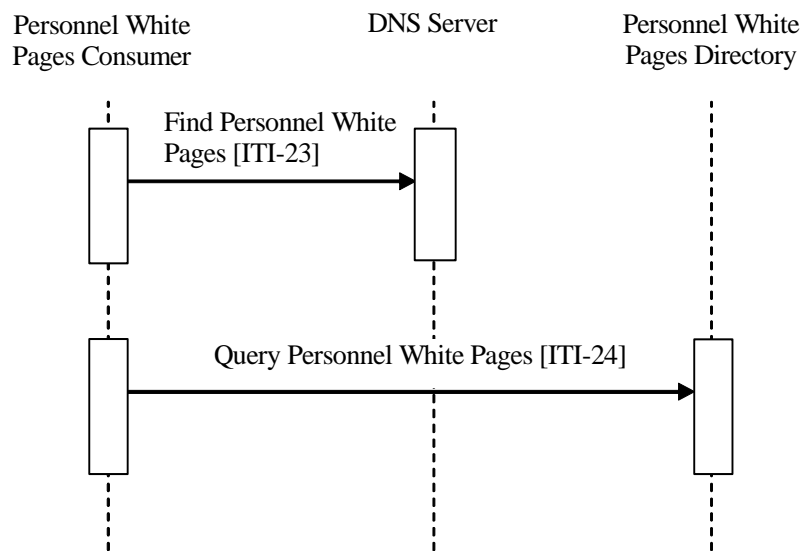 Personnel White
Pages Consumer
DNS Server
Personnel White
Pages Directory
Find Personnel White
Pages [ITI-23]
Query Personnel White Pages [ITI-24]